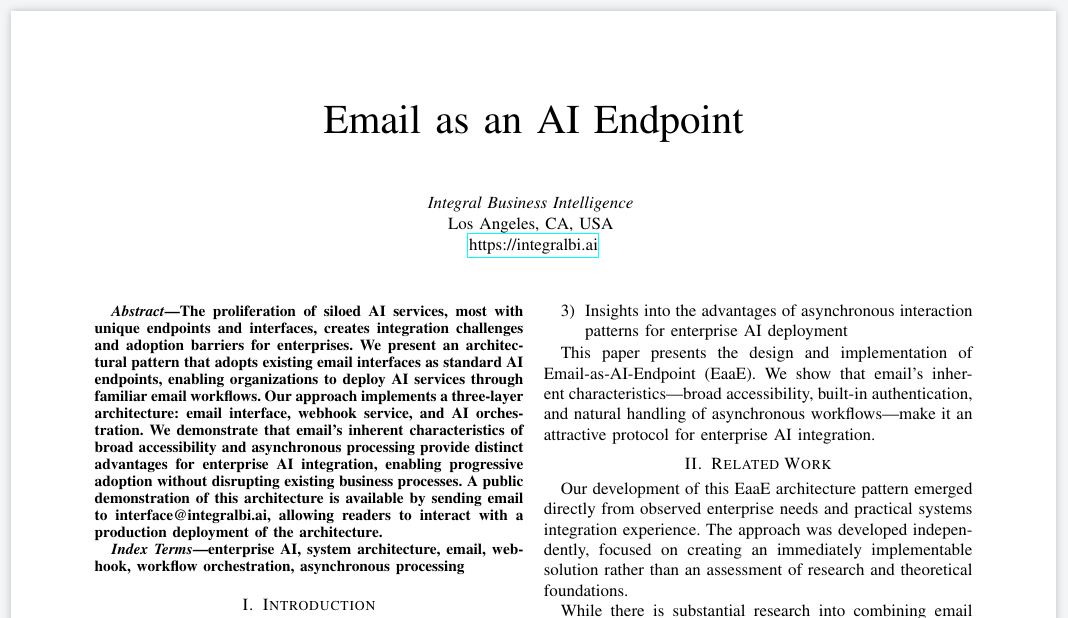 Email as an AI Endpoint
Integral Business Intelligence
Los Angeles, CA, USA
https://integralbi.ai
Abstract—The proliferation of siloed AI services, most with
unique endpoints and interfaces, creates integration challenges
and adoption barriers for enterprises. We present an architec-
tural pattern that adopts existing email interfaces as standard AI
endpoints, enabling organizations to deploy AI services through
familiar email workflows. Our approach implements a three-layer
architecture: email interface, webhook service, and AI orches-
tration. We demonstrate that email's inherent characteristics of
broad accessibility and asynchronous processing provide distinct
advantages for enterprise AI integration, enabling progressive
adoption without disrupting existing business processes. A public
demonstration of this architecture is available by sending email
to interface@integralbi.ai, allowing readers to interact with a
production deployment of the architecture.
Index Terms—enterprise AI, system architecture, email, web-
hook, workflow orchestration, asynchronous processing
I. INTRODUCTION
3) Insights into the advantages of asynchronous interaction
patterns for enterprise AI deployment
This paper presents the design and implementation of
Email-as-AI-Endpoint (EaaE). We show that email's inher-
ent characteristics—broad accessibility, built-in authentication,
and natural handling of asynchronous workflows—make it an
attractive protocol for enterprise AI integration.
II. RELATED WORK
Our development of this EaaE architecture pattern emerged
directly from observed enterprise needs and practical systems
integration experience. The approach was developed indepen-
dently, focused on creating an immediately implementable
solution rather than an assessment of research and theoretical
foundations.
While there is substantial research into combining email